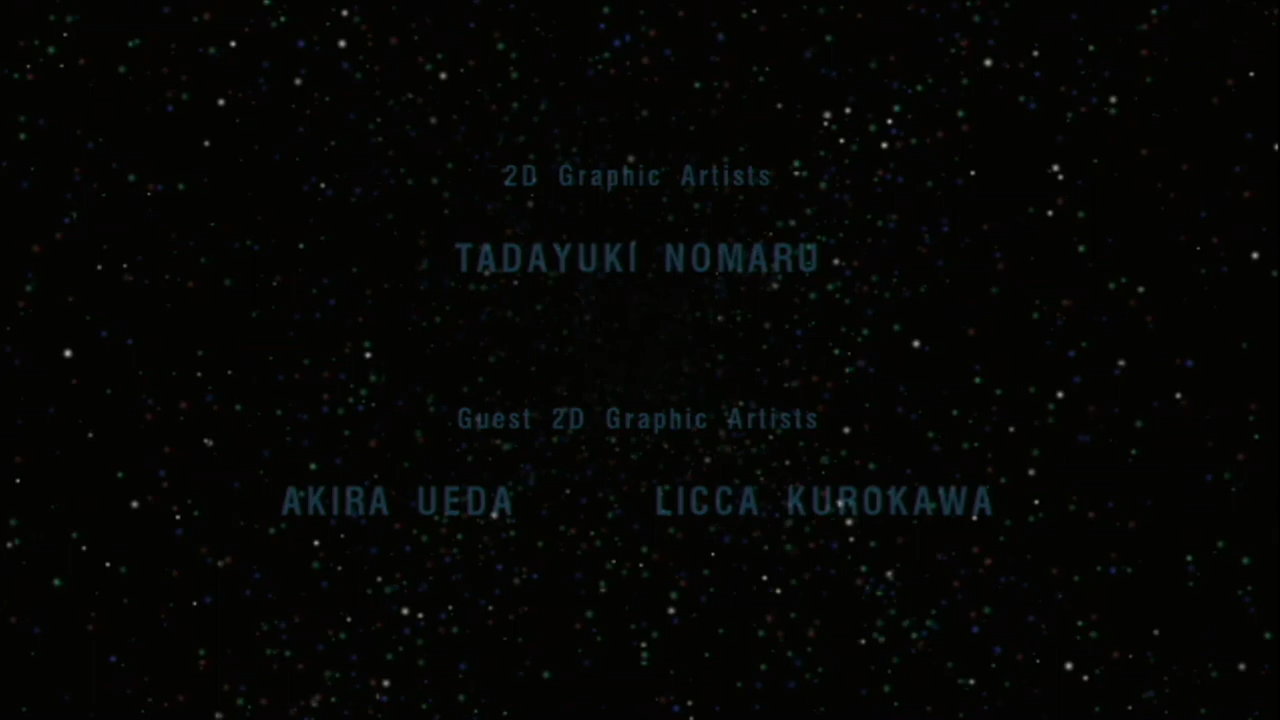 2D Graphic Artists
TADAYUKI NOMARU
Guest 2D Graphic Artists
AKIRA UEDA LICCA KUROKAWA